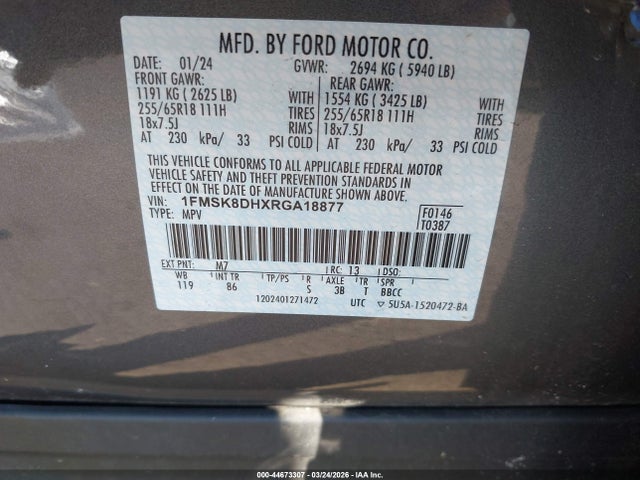 MFD. BY FORD MOTOR CO.
DATE: 01/24 GVWR: 2694 KG ( 5940 LB)
FRONT GAWR: REAR GAWR:
1191 KG ( 2625 LB) WITH 1554 KG ( 3425 LB) WITH
255/65R18 111H TIRES 255/65R18 111H TIRES
18x7.5J RIMS 18x7.5J RIMS
AT 230 kPa/ 33 PSI COLD AT 230 kPa/ 33 PSI COLD
THIS VEHICLE CONFORMS TO ALL APPLICABLE FEDERAL MOTOR
VEHICLE SAFETY AND THEFT PREVENTION STANDARDS IN
EFFECT ON THE DATE OF MANUFACTURE SHOWN ABOVE.
VIN: 1FMSK8DHXRGA18877 F0146
TYPE: MPV T0387
EXT PNT: M7 RC: 13 DSO:
WB INT TR TP/PS R AXLE TR SPR
119 86 5 3B T BBCC
1202401271472 UTC ▽ 5U5A-1520472-BA
000-44673307 - 03/24/2026 - IAA Corp.